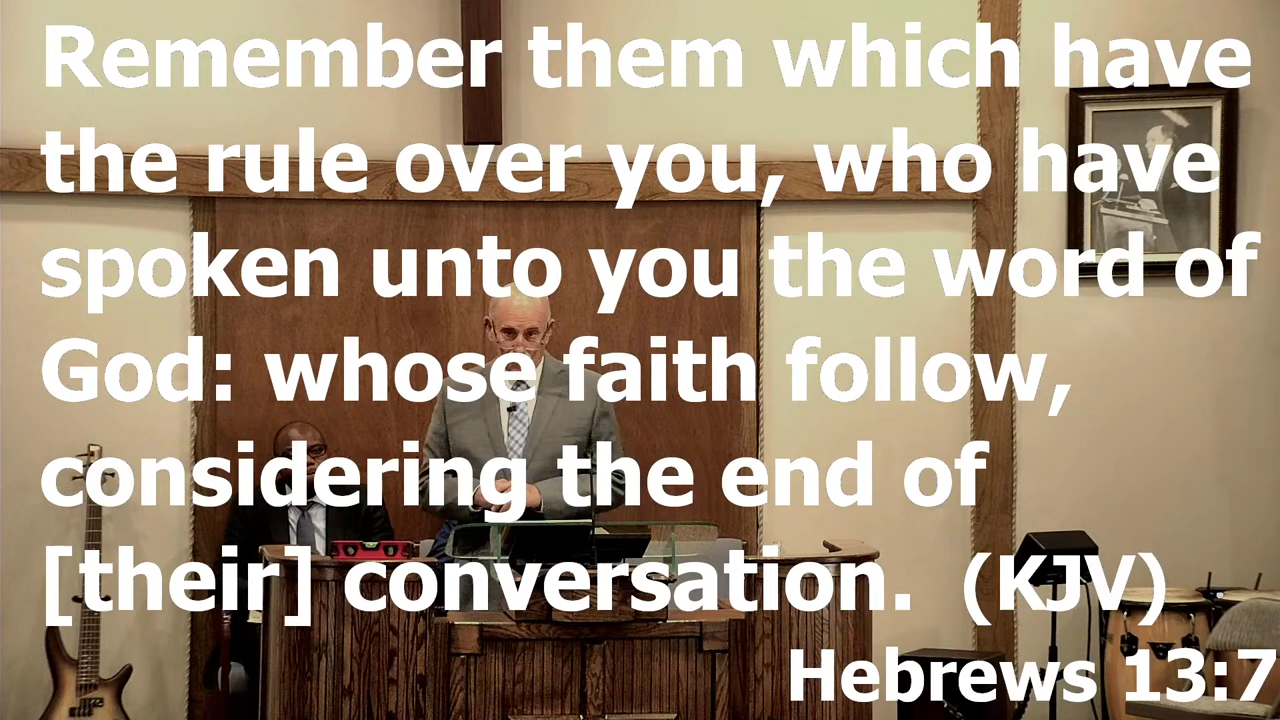 Remember them which have
the rule over you, who have
spoken unto you the word of
God: whose faith follow,
considering the end of
[their] conversation.  (KJV)
Hebrews 13:7